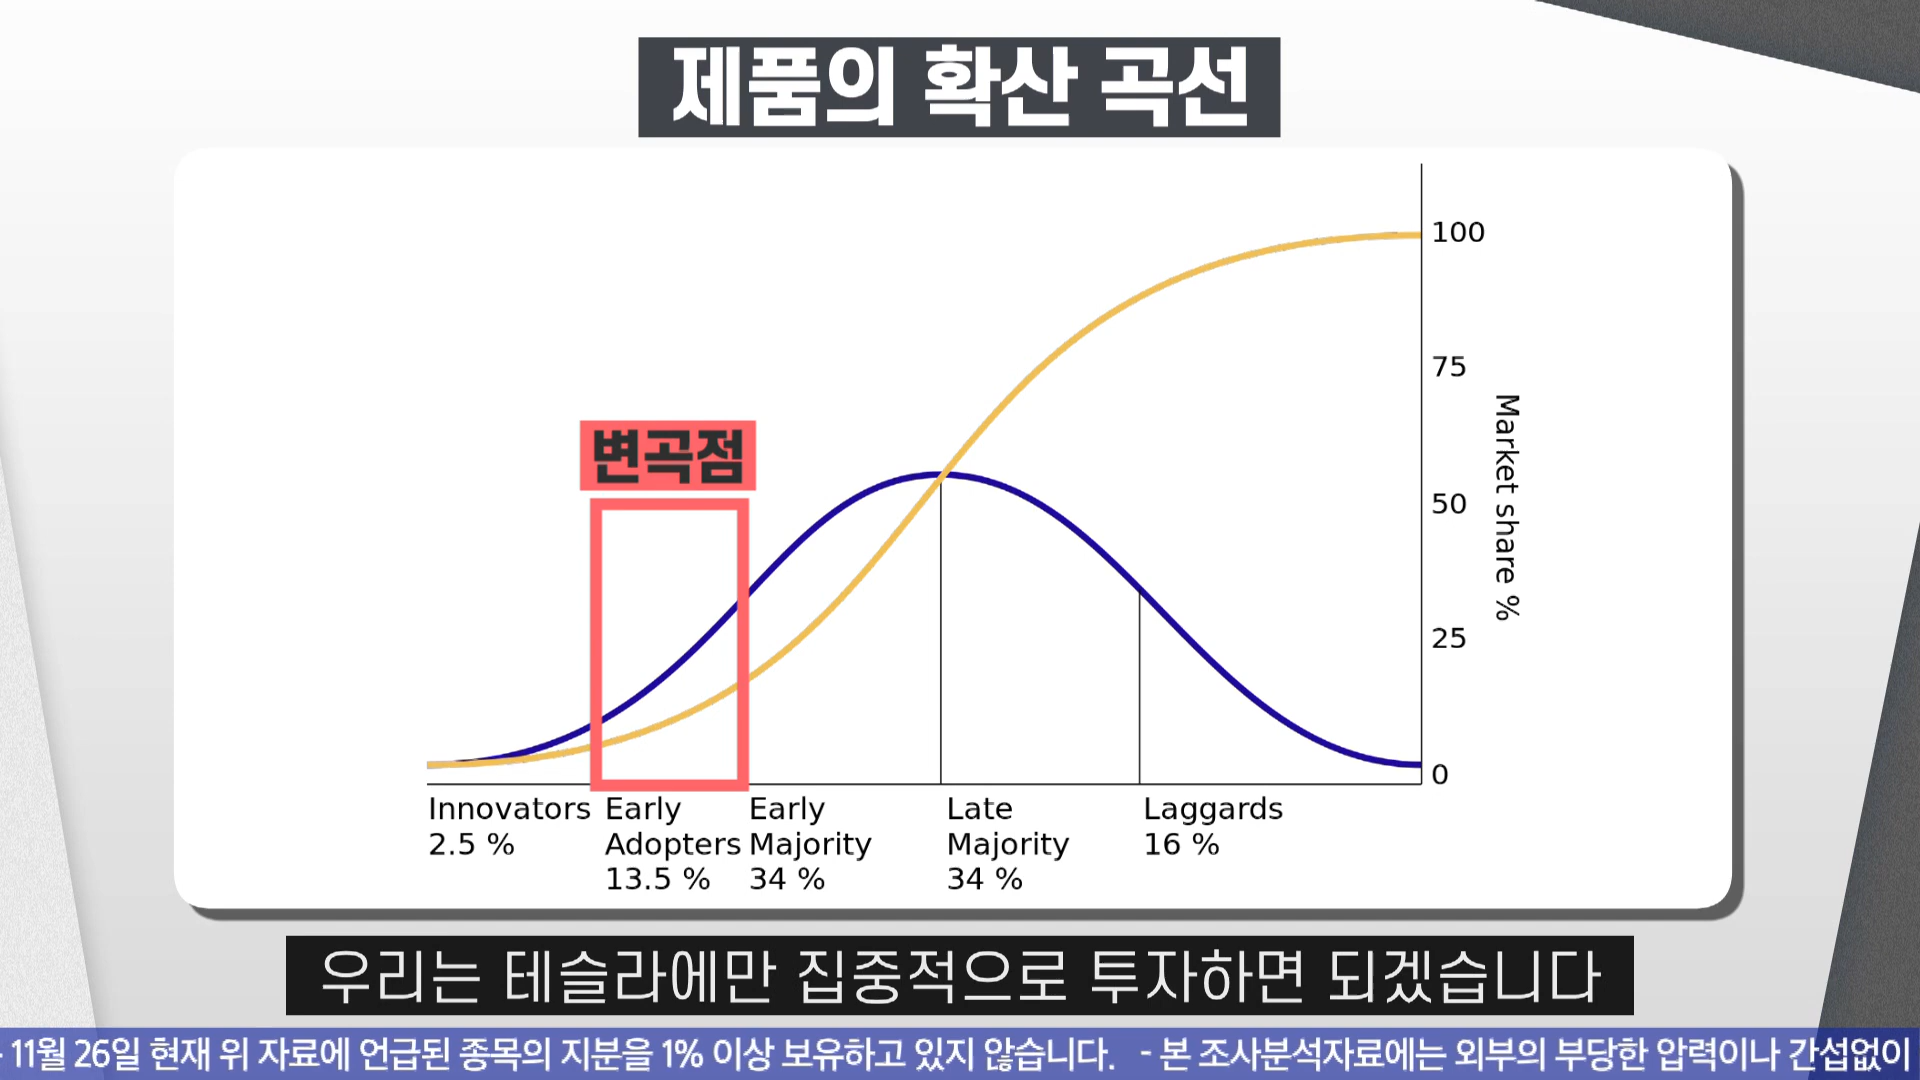 제품의 확산 곡선
100
75
50
25
0
Market share %
변곡점
Innovators
2.5 %
Early
Adopters
13.5 %
Early
Majority
34 %
Late
Majority
34 %
Laggards
16 %
우리는 테슬라에만 집중적으로 투자하면 되겠습니다
- 11월 26일 현재 위 자료에 언급된 종목의 지분을 1% 이상 보유하고 있지 않습니다. - 본 조사분석자료에는 외부의 부당한 압력이나 간섭없이